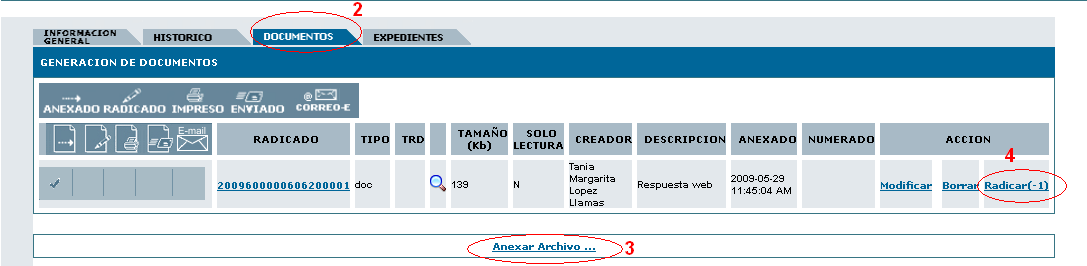 2
INFORMACION
GENERAL
HISTORICO
DOCUMENTOS
EXPEDIENTES
GENERACION DE DOCUMENTOS
ANEXADO RADICADO IMPRESO ENVIADO CORREO-E
E-mail
RADICADO
TIPO
TRD
TAMAÑO
(Kb)
SOLO
LECTURA
CREADOR
DESCRIPCION
ANEXADO
NUMERADO
ACCION
4
2009600000606200001
doc
139
N
Tania
Margarita
Lopez
Llamas
Respuesta web
2009-05-29
11:45:04 AM
Modificar
Borrar
Radicar(-1)
Anexar Archivo ...
3